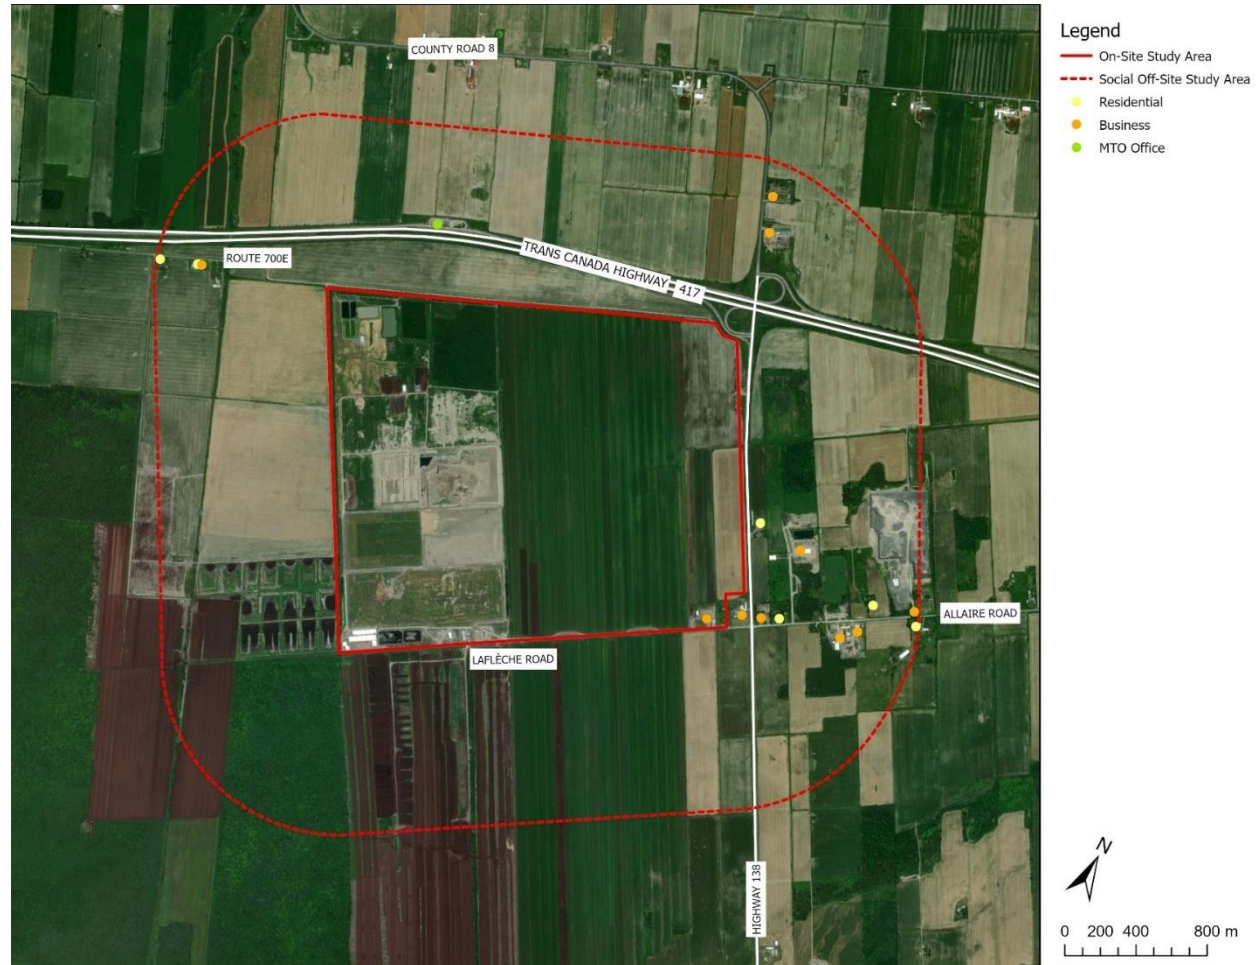 COUNTY ROAD 8
TRANS CANADA HIGHWAY - 417
ROUTE 700E
ALLAIRE ROAD
LAFLÈCHE ROAD
HIGHWAY 138
Legend
On-Site Study Area
Social Off-Site Study Area
Residential
Business
MTO Office
N
0 200 400 800 m